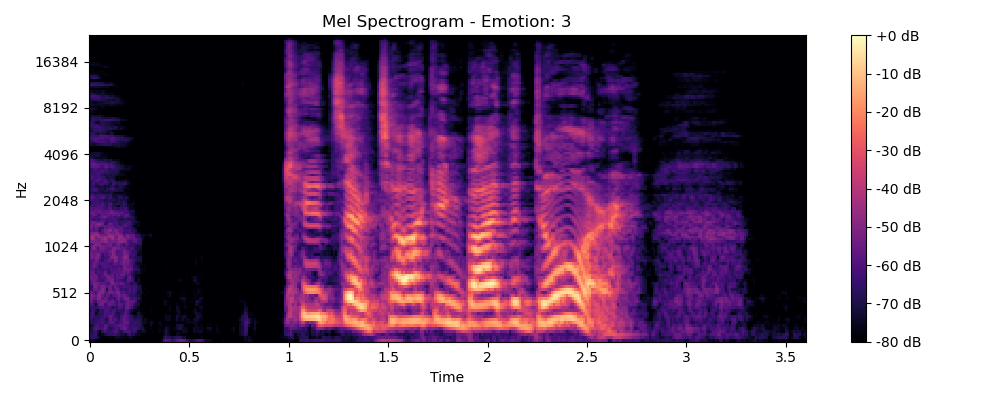 Mel Spectrogram - Emotion: 3
Hz
16384
8192
4096
2048
1024
512
0
0
0.5
1
1.5
2
2.5
3
3.5
Time
+0 dB
-10 dB
-20 dB
-30 dB
-40 dB
-50 dB
-60 dB
-70 dB
-80 dB